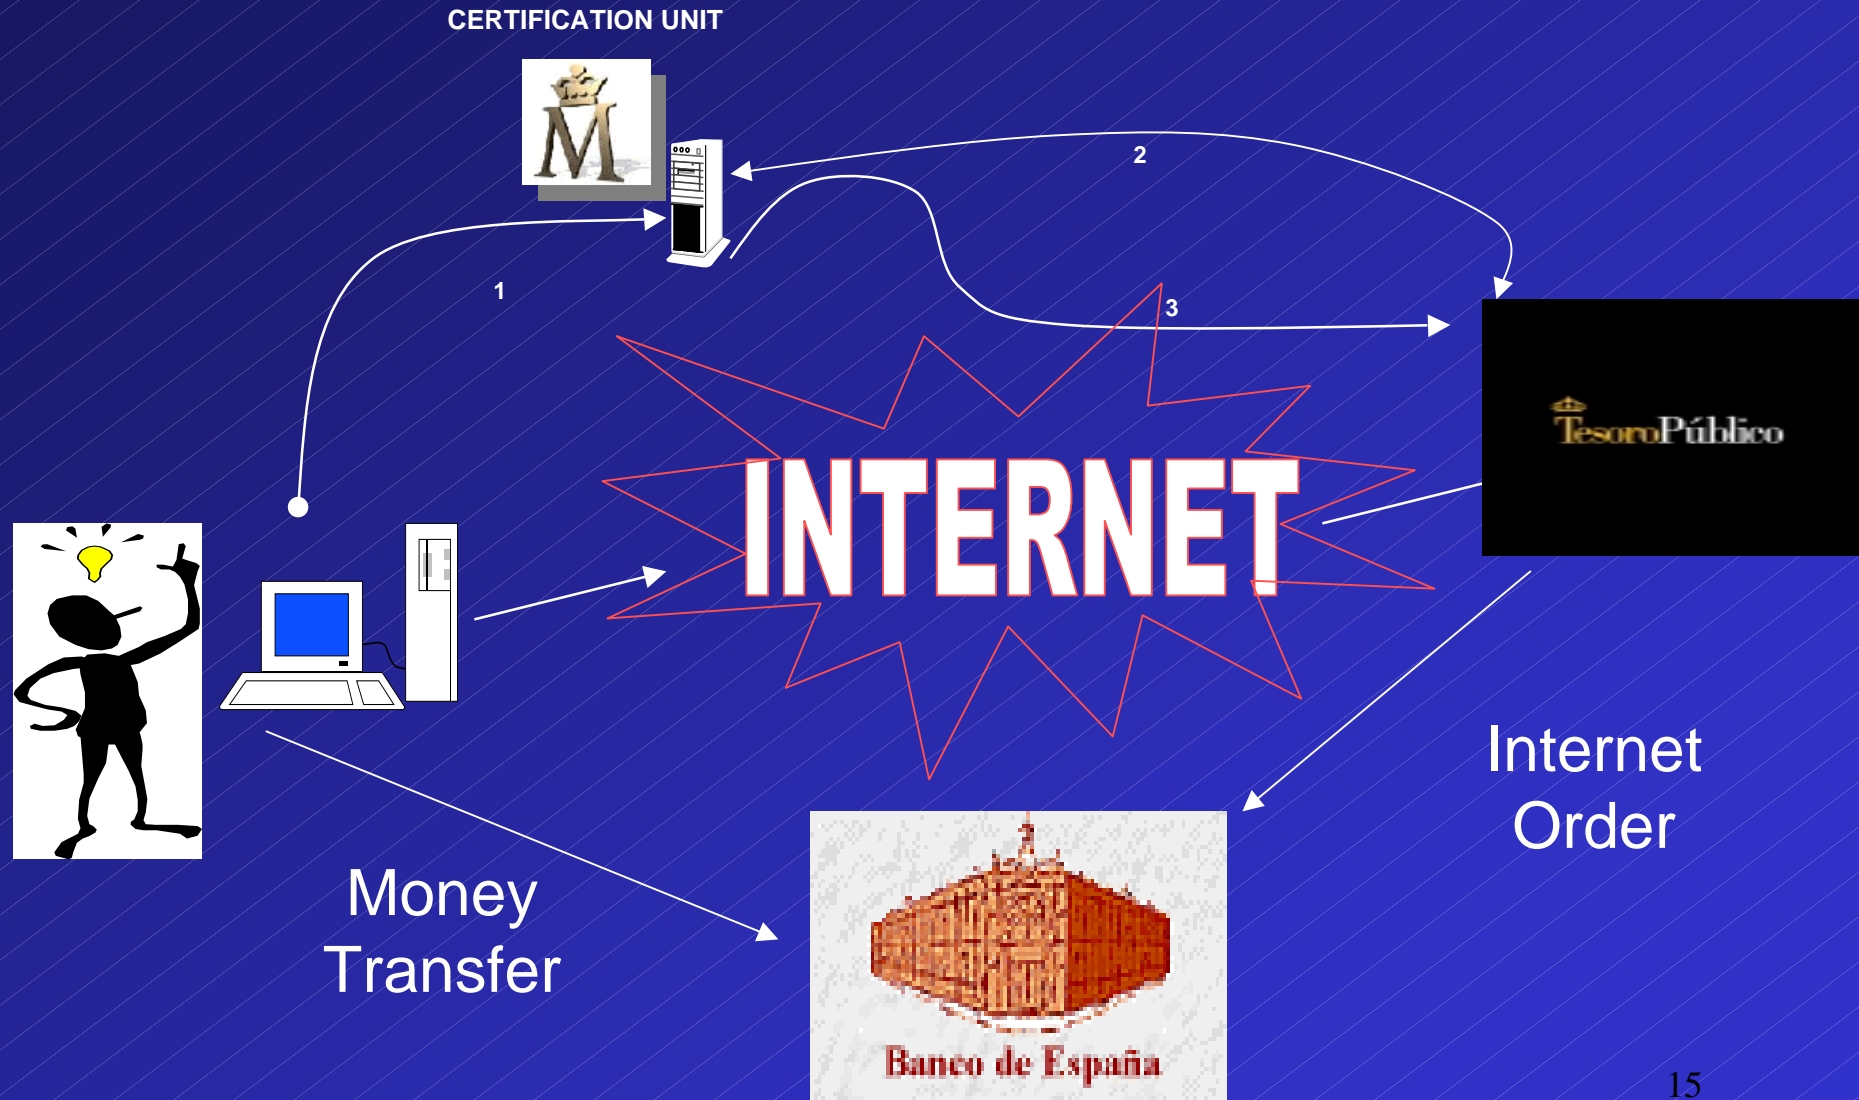 CERTIFICATION UNIT
M
2
1
3
TesoroPúblico
INTERNET
Internet
Order
Money
Transfer
Banco de España
15